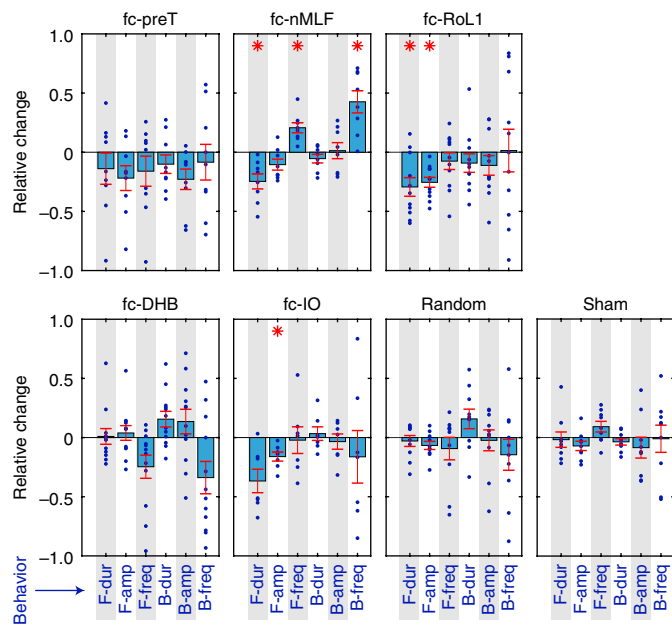 fc-preT fc-nMLF fc-RoL1
Relative change
1.0
0.5
0
−0.5
−1.0
* * * * *
fc-DHB fc-IO Random Sham
Relative change
1.0
0.5
0
−0.5
−1.0
*
Behavior
F-dur F-amp F-freq B-dur B-amp B-freq
F-dur F-amp F-freq B-dur B-amp B-freq
F-dur F-amp F-freq B-dur B-amp B-freq
F-dur F-amp F-freq B-dur B-amp B-freq